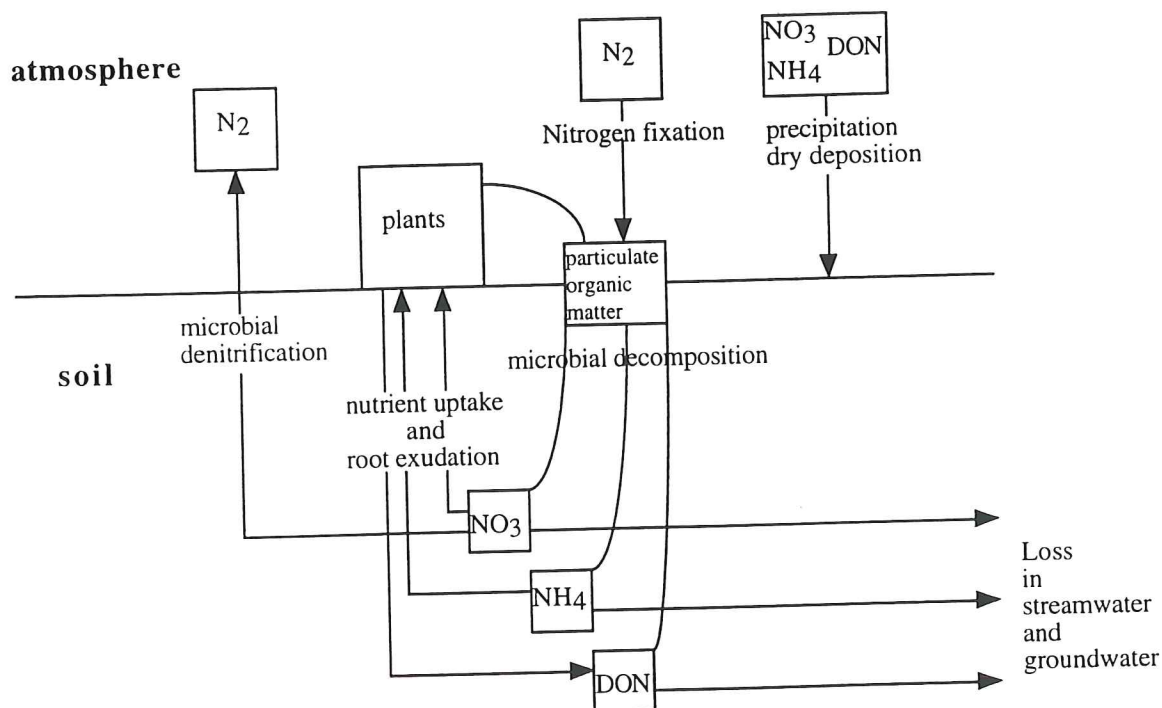 atmosphere
N2
N2
NO3
DON
NH4
Nitrogen fixation
precipitation
dry deposition
plants
particulate
organic
matter
microbial
denitrification
soil
microbial decomposition
nutrient uptake
and
root exudation
NO3
NH4
DON
Loss
in
streamwater
and
groundwater